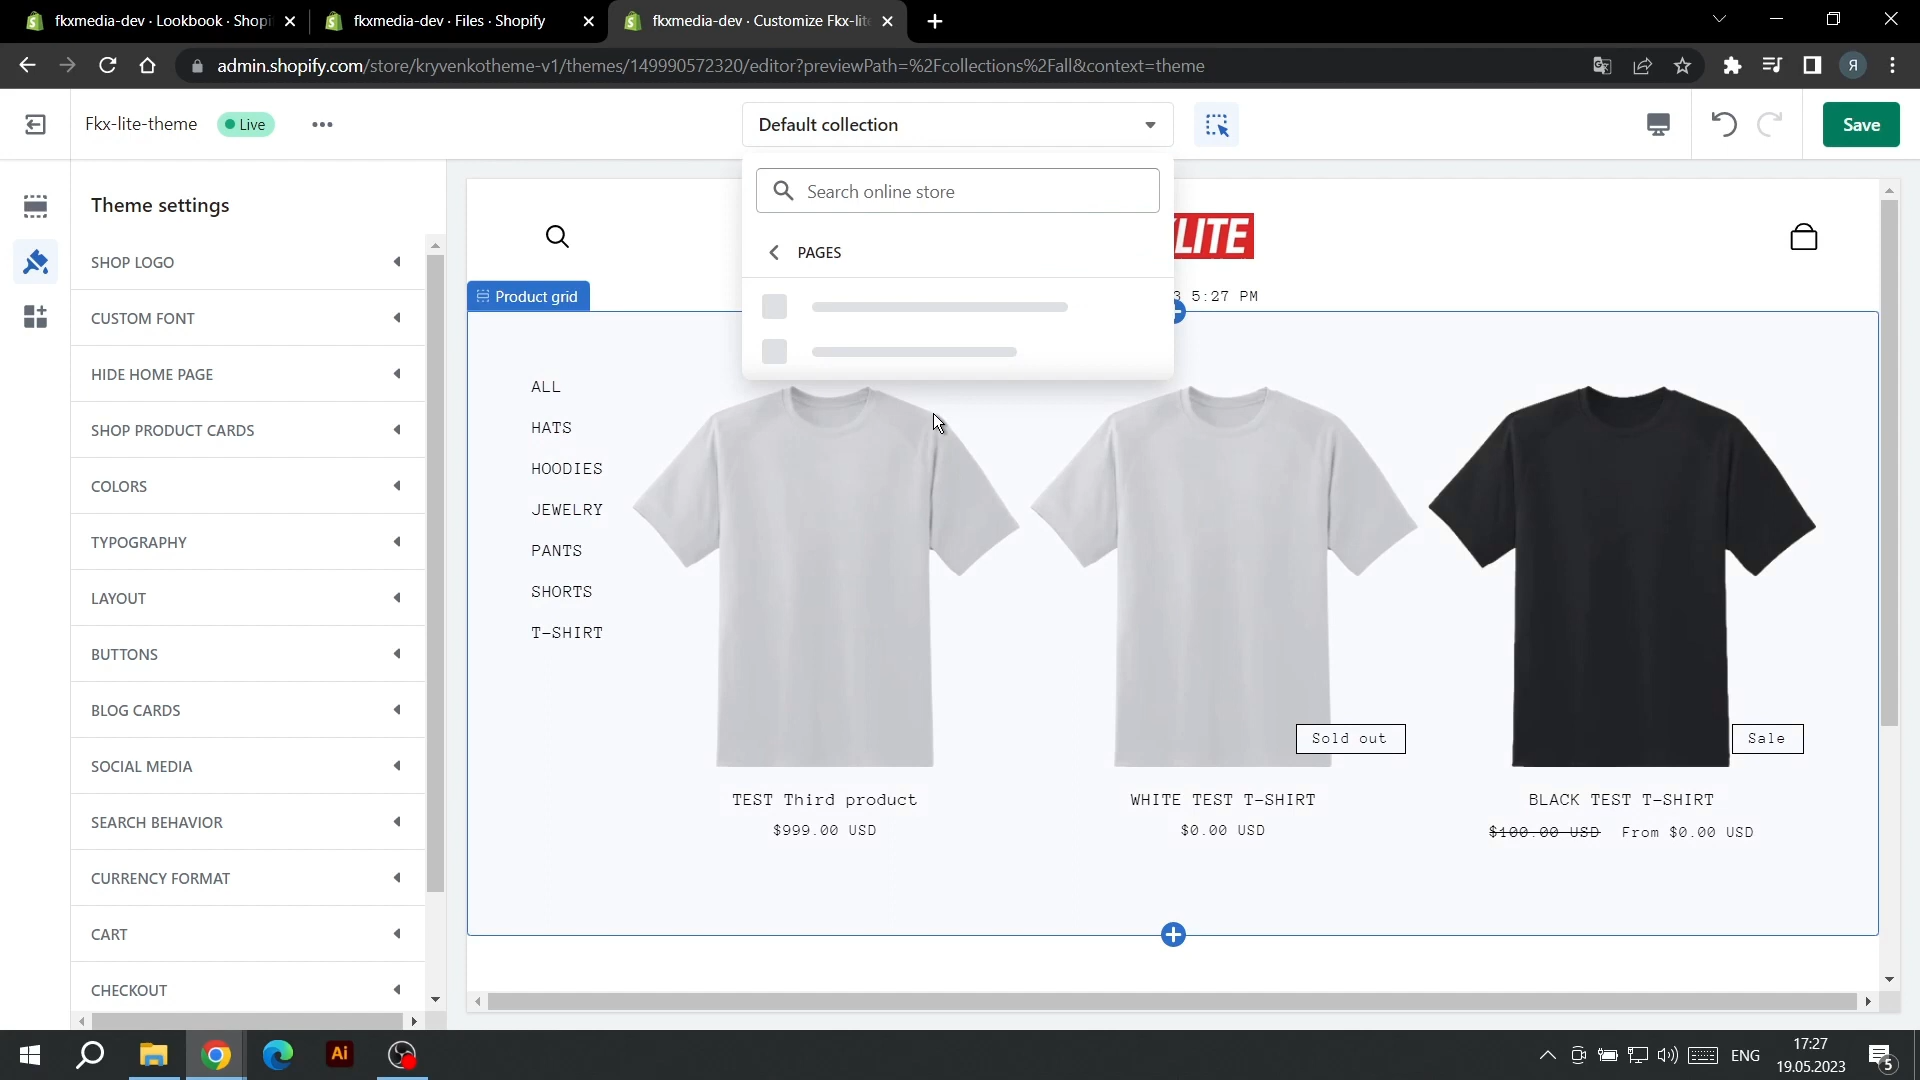 fkxmedia-dev · Lookbook · Shopi
fkxmedia-dev · Files · Shopify
fkxmedia-dev · Customize Fkx-lit
admin.shopify.com/store/kryvenkotheme-v1/themes/149990572320/editor?previewPath=%2Fcollections%2Fall&context=theme
Я
Fkx-lite-theme
Live
Default collection
Save
Search online store
PAGES
Theme settings
SHOP LOGO
CUSTOM FONT
HIDE HOME PAGE
SHOP PRODUCT CARDS
COLORS
TYPOGRAPHY
LAYOUT
BUTTONS
BLOG CARDS
SOCIAL MEDIA
SEARCH BEHAVIOR
CURRENCY FORMAT
CART
CHECKOUT
LITE
3 5:27 PM
Product grid
ALL
HATS
HOODIES
JEWELRY
PANTS
SHORTS
T-SHIRT
Sold out
Sale
TEST Third product
$999.00 USD
WHITE TEST T-SHIRT
$0.00 USD
BLACK TEST T-SHIRT
$100.00 USD From $0.00 USD
Ai
ENG
17:27
19.05.2023
5